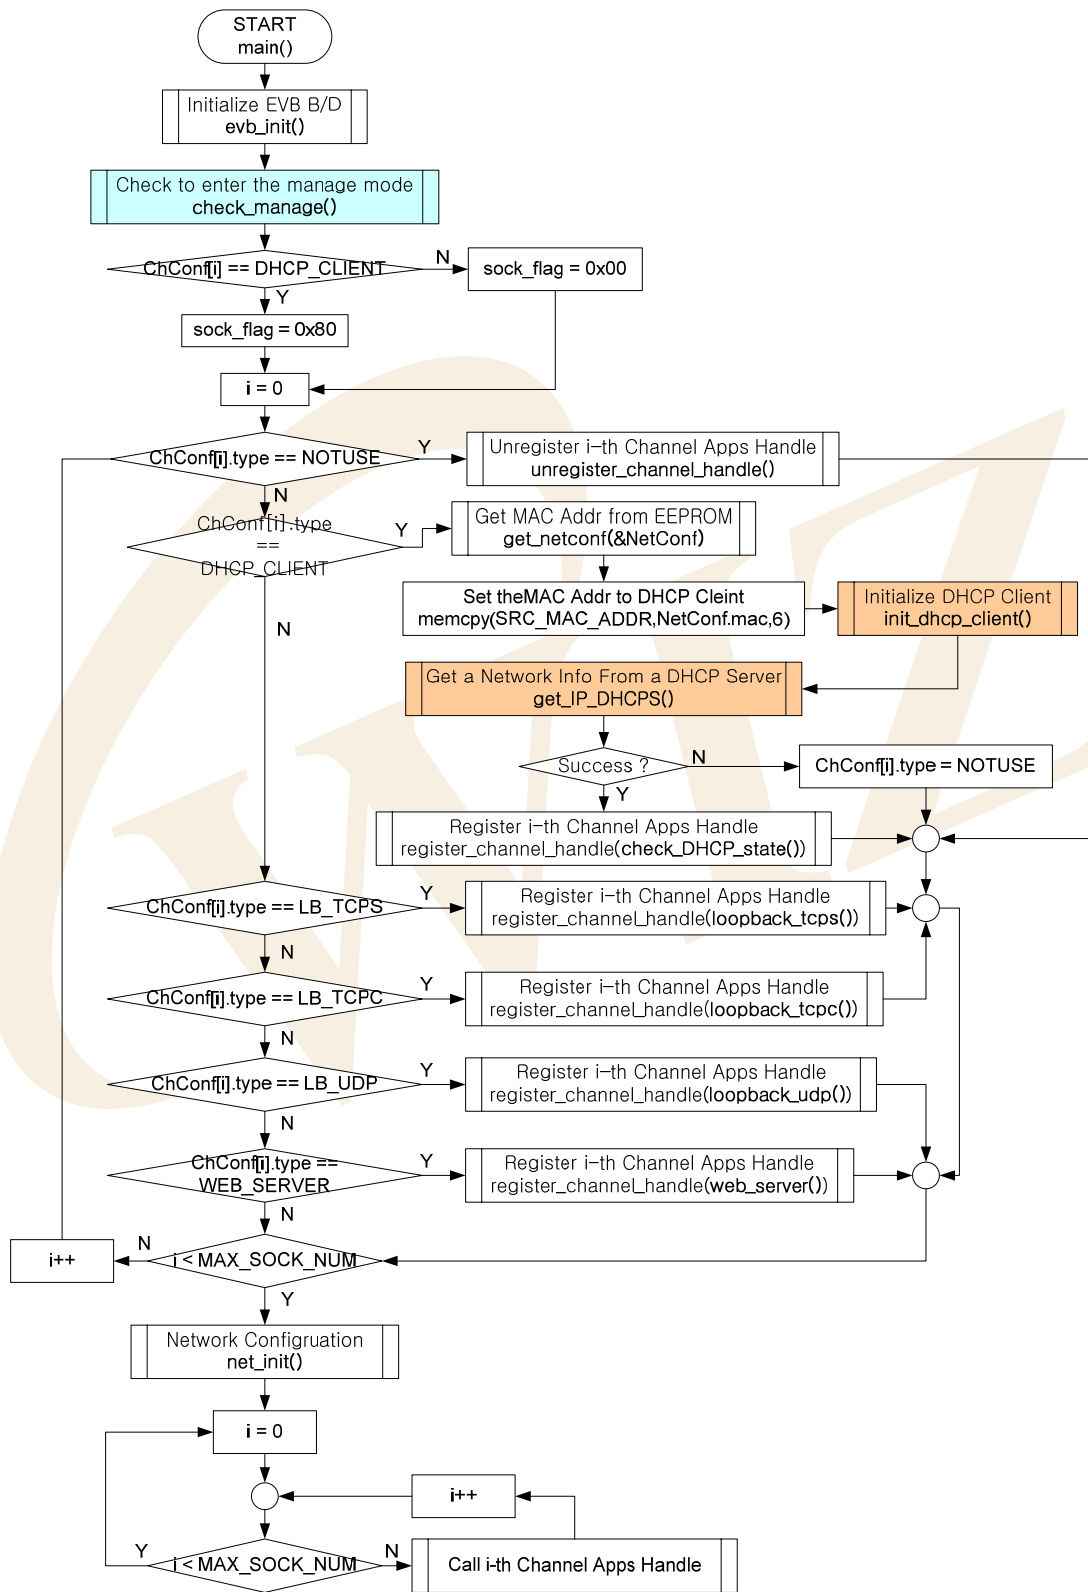 START
main()
Initialize EVB B/D
evb_init()
Check to enter the manage mode
check_manage()
ChConf[i] == DHCP_CLIENT
N
sock_flag = 0x00
Y
sock_flag = 0x80
i = 0
ChConf[i].type == NOTUSE
Y
Unregister i-th Channel Apps Handle
unregister_channel_handle()
N
ChConf[i].type
==
DHCP_CLIENT
Y
Get MAC Addr from EEPROM
get_netconf(&NetConf)
Set theMAC Addr to DHCP Cleint
memcpy(SRC_MAC_ADDR,NetConf.mac,6)
Initialize DHCP Client
init_dhcp_client()
N
Get a Network Info From a DHCP Server
get_IP_DHCPS()
Success ?
N
ChConf[i].type = NOTUSE
Y
Register i-th Channel Apps Handle
register_channel_handle(check_DHCP_state())
ChConf[i].type == LB_TCPS
Y
Register i-th Channel Apps Handle
register_channel_handle(loopback_tcps())
N
ChConf[i].type == LB_TCPC
Y
Register i-th Channel Apps Handle
register_channel_handle(loopback_tcpc())
N
ChConf[i].type == LB_UDP
Y
Register i-th Channel Apps Handle
register_channel_handle(loopback_udp())
N
ChConf[i].type ==
WEB_SERVER
Y
Register i-th Channel Apps Handle
register_channel_handle(web_server())
N
i++
N
i < MAX_SOCK_NUM
Y
Network Configruation
net_init()
i = 0
i++
Y
i < MAX_SOCK_NUM
N
Call i-th Channel Apps Handle